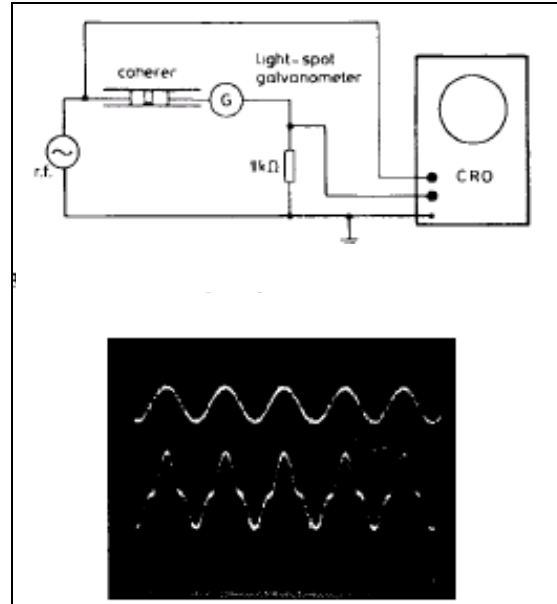 light-spot
coherer
galvanometer
G
r.f.
1kΩ
CRO